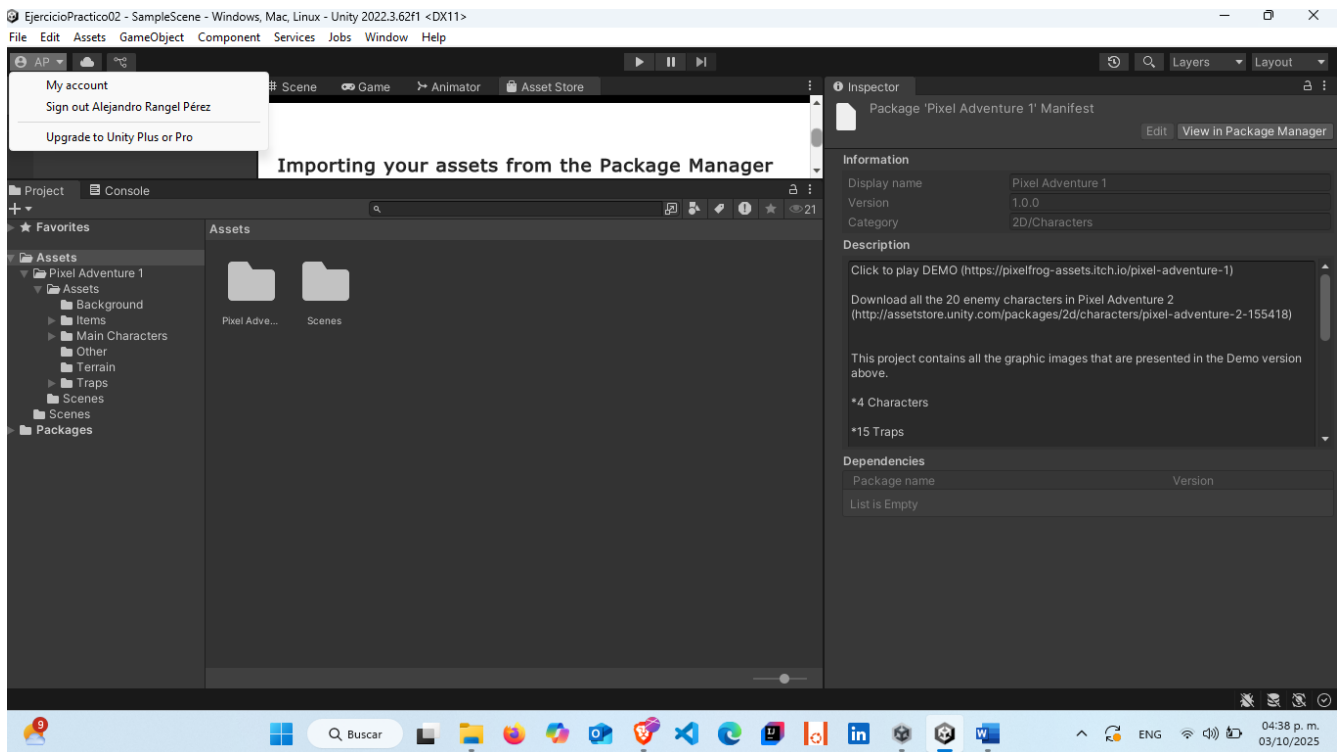 EjercicioPractico02 - SampleScene - Windows, Mac, Linux - Unity 2022.3.62f1 <DX11>
File Edit Assets GameObject Component Services Jobs Window Help
AP
Layers
Layout
My account
Sign out Alejandro Rangel Pérez
Upgrade to Unity Plus or Pro
Scene Game Animator Asset Store
Importing your assets from the Package Manager
Inspector
Package 'Pixel Adventure 1' Manifest
Edit View in Package Manager
Information
Display name Pixel Adventure 1
Version 1.0.0
Category 2D/Characters
Description
Click to play DEMO (https://pixelfrog-assets.itch.io/pixel-adventure-1)
Download all the 20 enemy characters in Pixel Adventure 2
(http://assetstore.unity.com/packages/2d/characters/pixel-adventure-2-155418)
This project contains all the graphic images that are presented in the Demo version
above.
*4 Characters
*15 Traps
Dependencies
Package name Version
List is Empty
Project Console
21
Favorites
Assets
Pixel Adventure 1
Assets
Background
Items
Main Characters
Other
Terrain
Traps
Scenes
Scenes
Packages
Assets
Pixel Adve... Scenes
9
Buscar
ENG
04:38 p. m.
03/10/2025